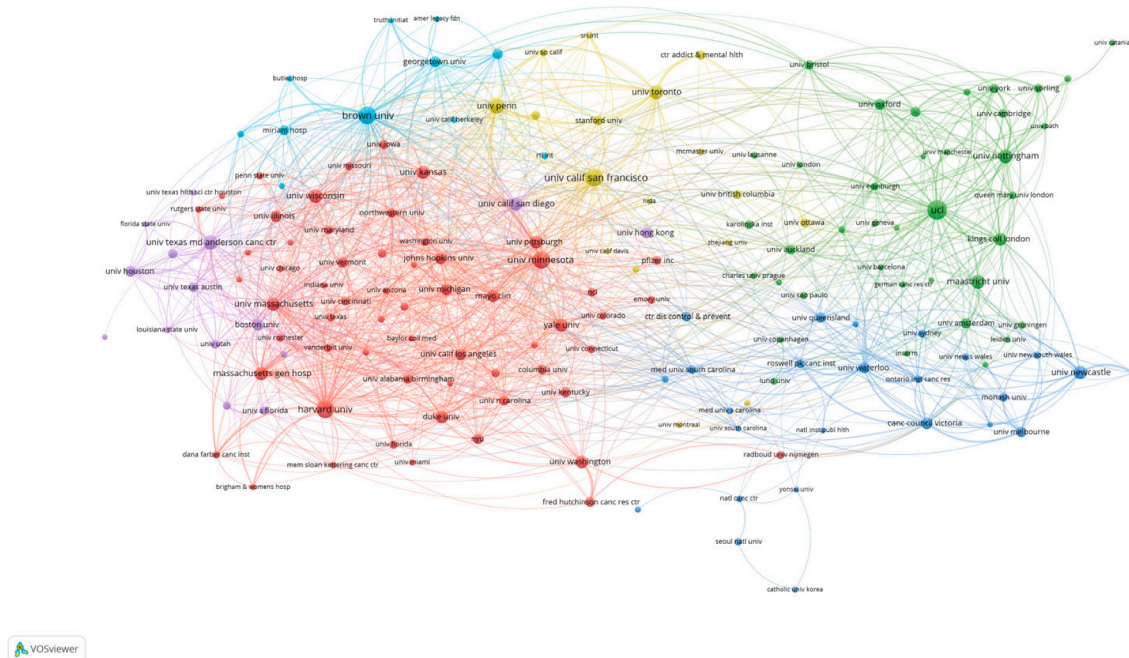 truth initiat
amer legacy fdn
sri int
univ catania
georgetown univ
univ so calif
ctr addict & mental hlth
univ bristol
butler hosp
univ toronto
univ york
univ stirling
brown univ
univ penn
univ oxford
univ cambridge
univ calif berkeley
stanford univ
univ bath
miriam hosp
univ iowa
rti int
mcmaster univ
univ lausanne
univ manchester
univ nottingham
univ missouri
univ london
penn state univ
univ kansas
univ calif san francisco
univ edinburgh
univ texas hlth sci ctr houston
univ wisconsin
univ british columbia
queen mary univ london
rutgers state univ
univ calif san diego
nida
ucl
univ illinois
northwestern univ
karolinska inst
univ ottawa
univ geneva
florida state univ
univ maryland
univ hong kong
univ texas md anderson canc ctr
washington univ
univ pittsburgh
zhejiang univ
univ auckland
kings coll london
univ calif davis
johns hopkins univ
univ minnesota
pfizer inc
univ houston
univ chicago
univ vermont
charles univ prague
univ barcelona
german canc res ctr
maastricht univ
univ texas austin
indiana univ
univ ancona
univ michigan
mayo clin
nci
emory univ
univ sao paulo
univ massachusetts
univ cincinnati
univ texas
univ colorado
ctr dis control & prevent
univ queensland
univ amsterdam
univ groningen
louisiana state univ
boston univ
yale univ
univ sydney
leiden univ
univ rochester
baylor coll med
univ copenhagen
univ utah
vanderbilt univ
univ connecticut
inserm
univ calif los angeles
univ new s wales
univ new south wales
massachusetts gen hosp
columbia univ
med univ south carolina
roswell pk canc inst
univ waterloo
univ newcastle
univ alabama birmingham
lund univ
ontario inst canc res
univ kentucky
monash univ
univ s florida
harvard univ
univ n carolina
med univ s carolina
duke univ
canc council victoria
univ montreal
univ south carolina
natl inst publ hlth
univ melbourne
nyu
univ florida
dana farber canc inst
mem sloan kettering canc ctr
univ miami
univ washington
radboud univ nijmegen
brigham & womens hosp
yonsei univ
fred hutchinson canc res ctr
natl canc ctr
seoul natl univ
catholic univ korea
VOSviewer